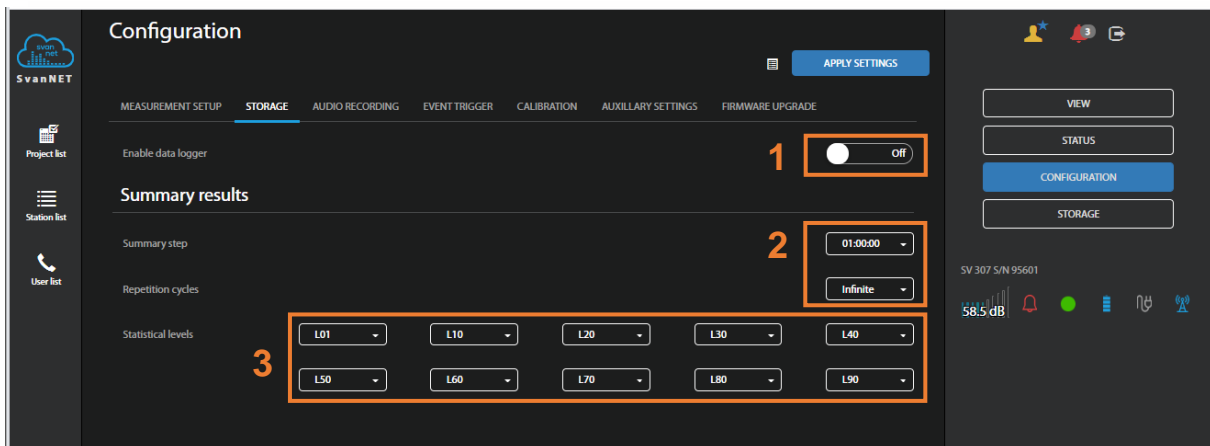 Configuration
svan
net
SvanNET
3
APPLY SETTINGS
MEASUREMENT SETUP STORAGE AUDIO RECORDING EVENT TRIGGER CALIBRATION AUXILLARY SETTINGS FIRMWARE UPGRADE
VIEW
Project list
Enable data logger
1
Off
STATUS
CONFIGURATION
Summary results
STORAGE
Station list
Summary step
2
01:00:00
Repetition cycles
Infinite
User list
SV 307 S/N 95601
58.5 dB
Statistical levels
3
L01 L10 L20 L30 L40
L50 L60 L70 L80 L90